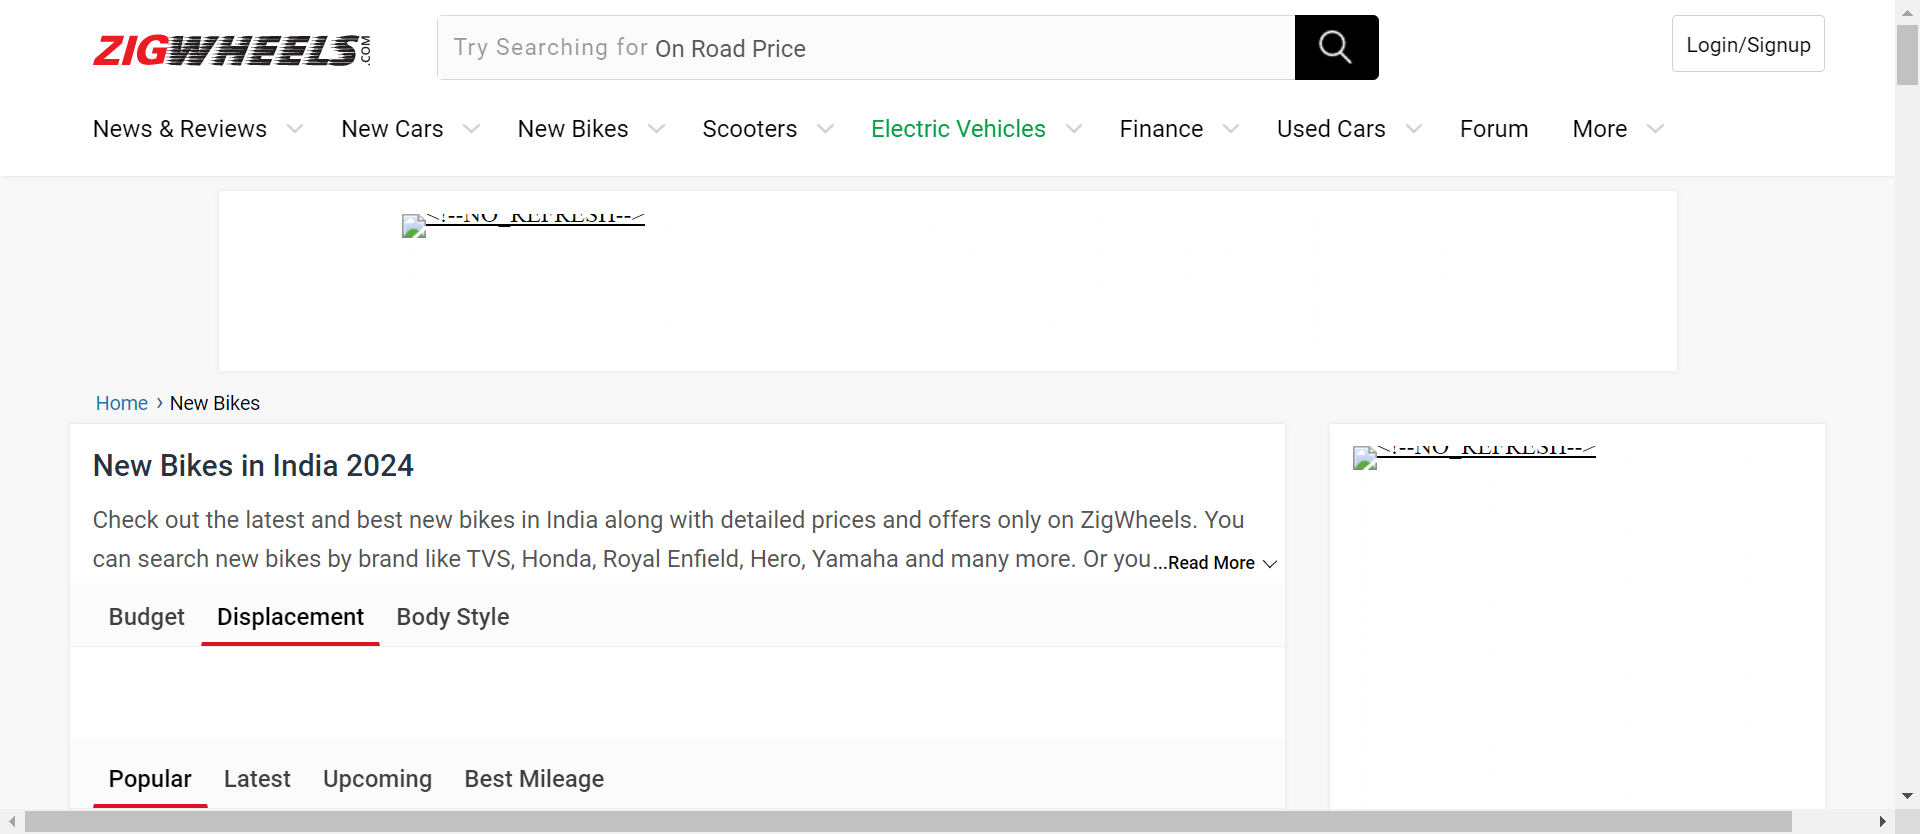 ZIGWHEELS.COM
Try Searching for On Road Price
Login/Signup
News & Reviews New Cars New Bikes Scooters Electric Vehicles Finance Used Cars Forum More
<!--NO_REFRESH-->
Home › New Bikes
New Bikes in India 2024
Check out the latest and best new bikes in India along with detailed prices and offers only on ZigWheels. You
can search new bikes by brand like TVS, Honda, Royal Enfield, Hero, Yamaha and many more. Or you ...Read More
Budget Displacement Body Style
Popular Latest Upcoming Best Mileage
<!--NO_REFRESH-->